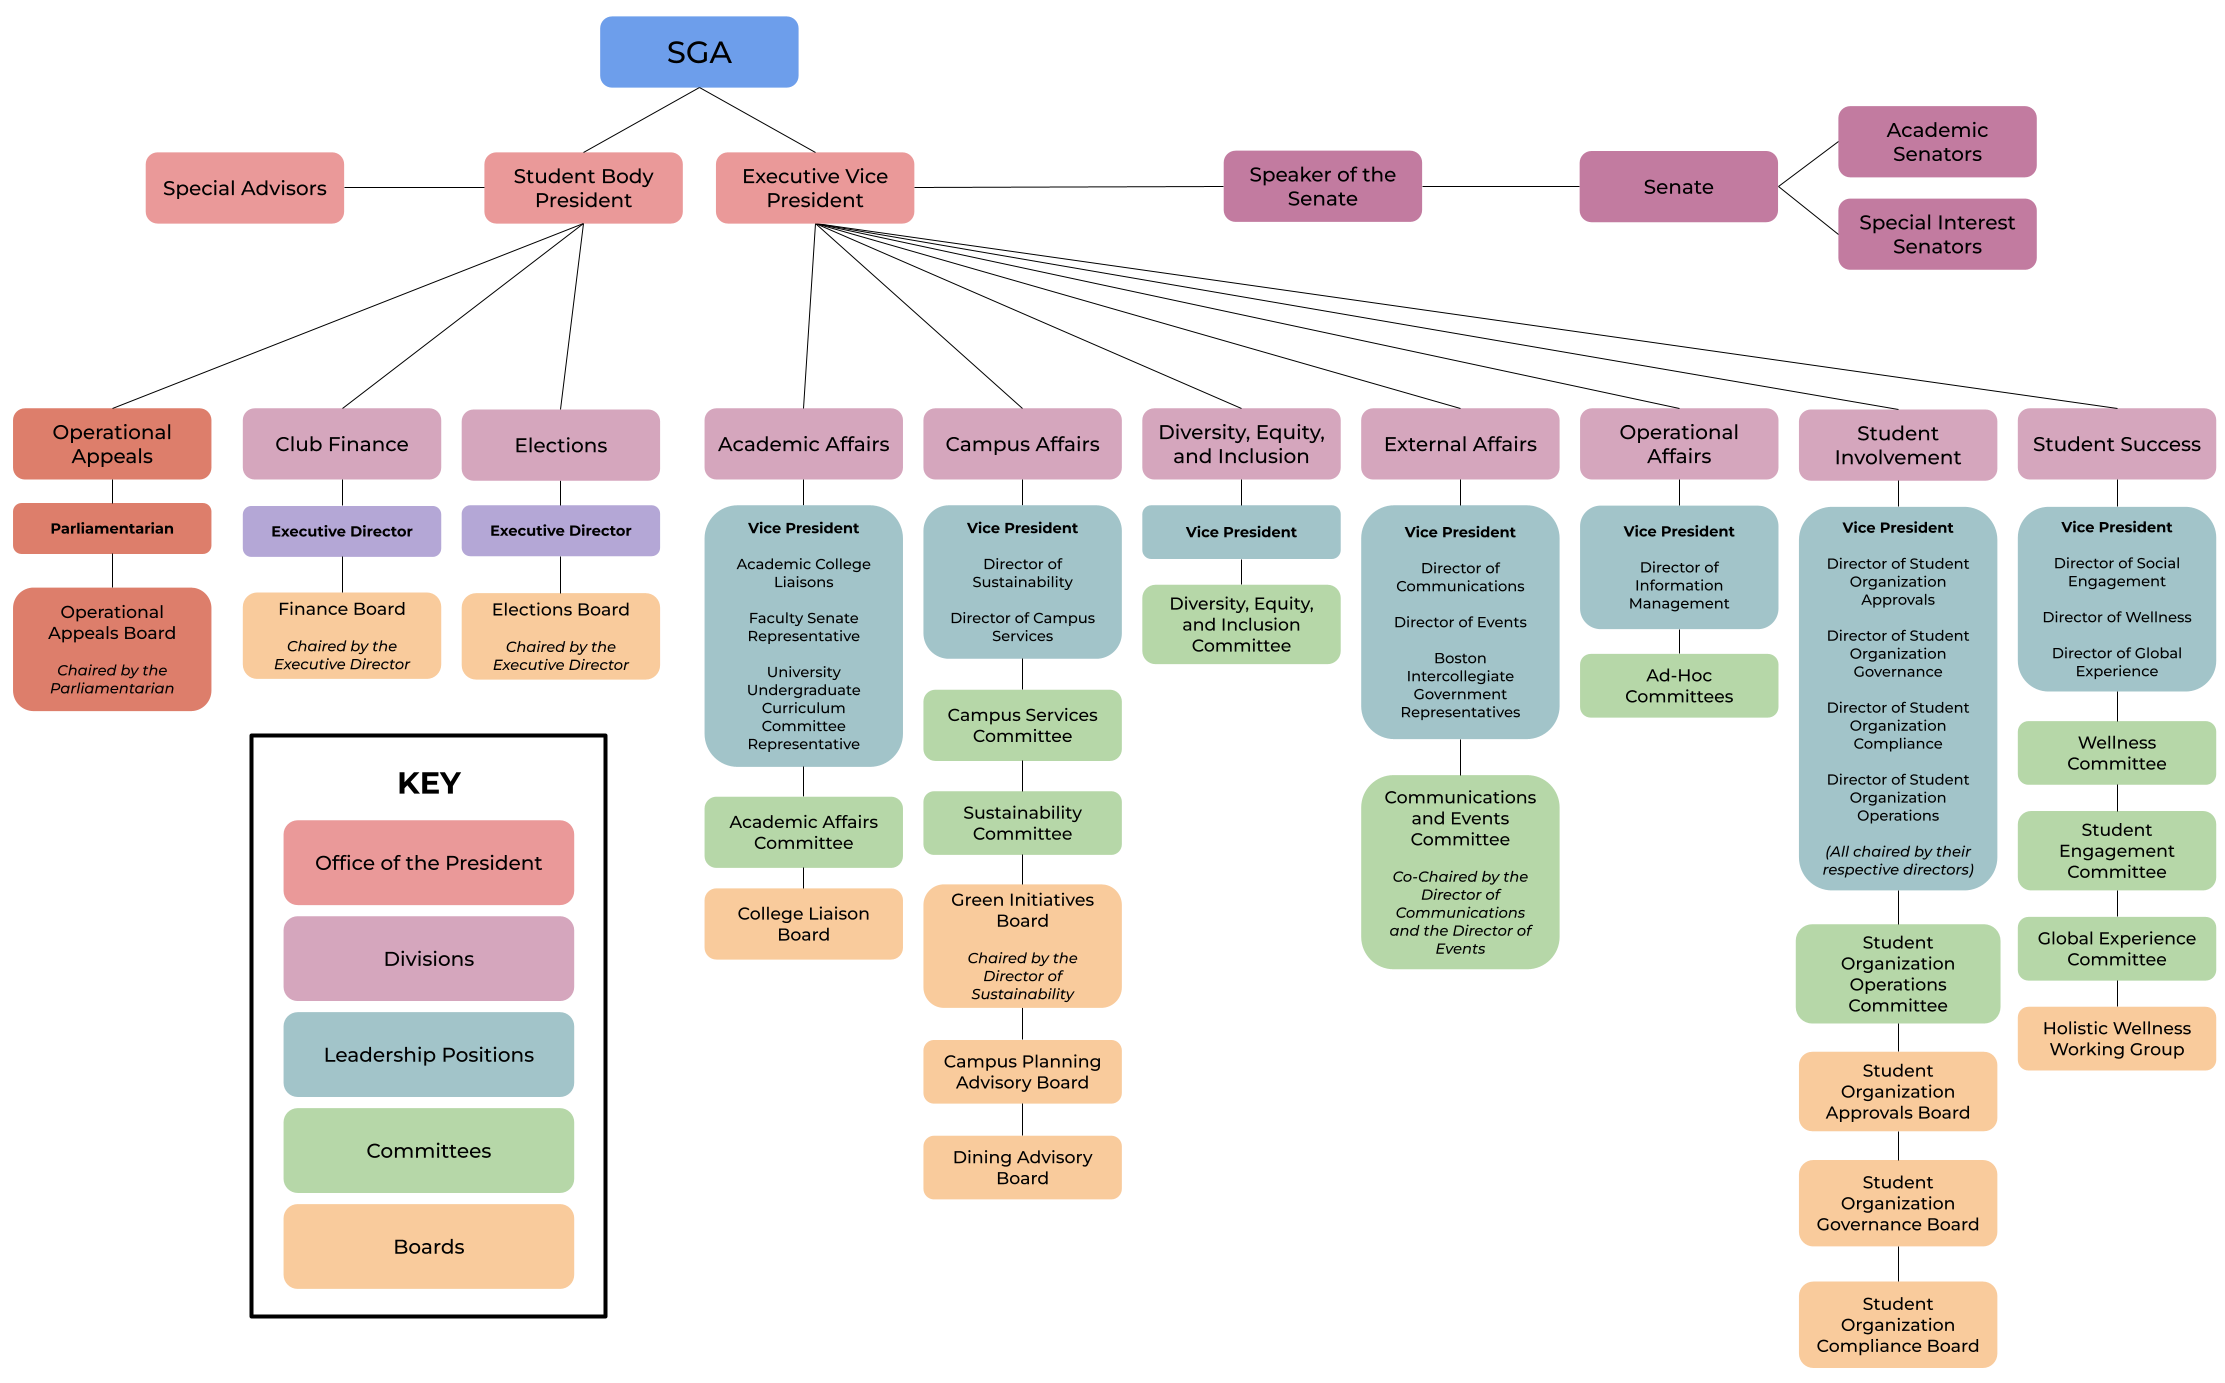 SGA
Special Advisors
Student Body
President
Executive Vice
President
Speaker of the
Senate
Senate
Academic
Senators
Special Interest
Senators
Operational
Appeals
Parliamentarian
Operational
Appeals Board
Chaired by the
Parliamentarian
Club Finance
Executive Director
Finance Board
Chaired by the
Executive Director
Elections
Executive Director
Elections Board
Chaired by the
Executive Director
Academic Affairs
Vice President
Academic College
Liaisons
Faculty Senate
Representative
University
Undergraduate
Curriculum
Committee
Representative
Academic Affairs
Committee
College Liaison
Board
Campus Affairs
Vice President
Director of
Sustainability
Director of Campus
Services
Campus Services
Committee
Sustainability
Committee
Green Initiatives
Board
Chaired by the
Director of
Sustainability
Campus Planning
Advisory Board
Dining Advisory
Board
Diversity, Equity,
and Inclusion
Vice President
Diversity, Equity,
and Inclusion
Committee
External Affairs
Vice President
Director of
Communications
Director of Events
Boston
Intercollegiate
Government
Representatives
Communications
and Events
Committee
Co-Chaired by the
Director of
Communications
and the Director of
Events
Operational
Affairs
Vice President
Director of
Information
Management
Ad-Hoc
Committees
Student
Involvement
Vice President
Director of Student
Organization
Approvals
Director of Student
Organization
Governance
Director of Student
Organization
Compliance
Director of Student
Organization
Operations
(All chaired by their
respective directors)
Student
Organization
Operations
Committee
Student
Organization
Approvals Board
Student
Organization
Governance Board
Student
Organization
Compliance Board
Student Success
Vice President
Director of Social
Engagement
Director of Wellness
Director of Global
Experience
Wellness
Committee
Student
Engagement
Committee
Global Experience
Committee
Holistic Wellness
Working Group
KEY
Office of the President
Divisions
Leadership Positions
Committees
Boards